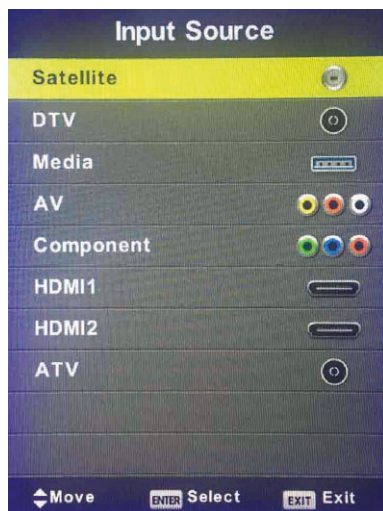 Input Source
Satellite
DTV
Media
AV
Component
HDMI1
HDMI2
ATV
Move ENTER Select EXIT Exit